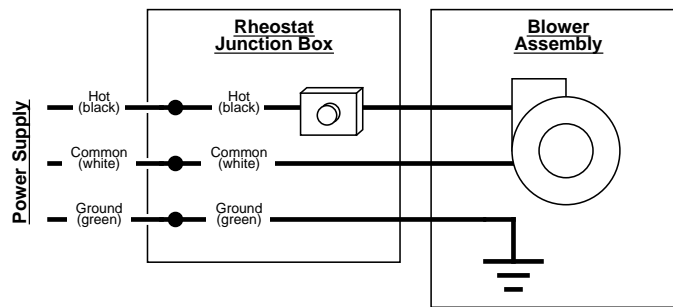 Rheostat
Junction Box
Blower
Assembly
Power Supply
Hot
(black)
Hot
(black)
Common
(white)
Common
(white)
Ground
(green)
Ground
(green)